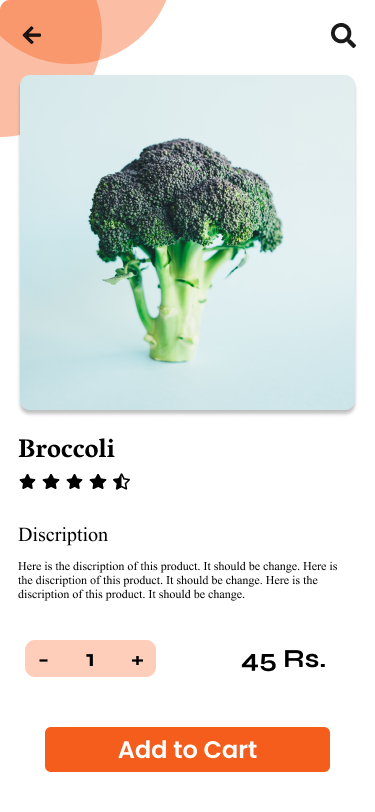 Broccoli
Discription
Here is the discription of this product. It should be change. Here is
the discription of this product. It should be change. Here is the
discription of this product. It should be change.
- 1 +
45 Rs.
Add to Cart